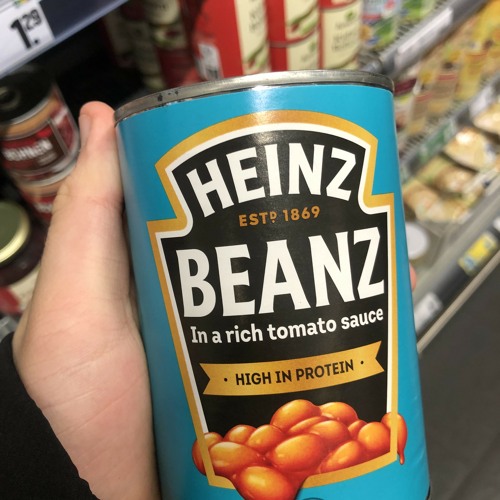 1.29
HEINZ
ESTD 1869
BEANZ
In a rich tomato sauce
· HIGH IN PROTEIN ·